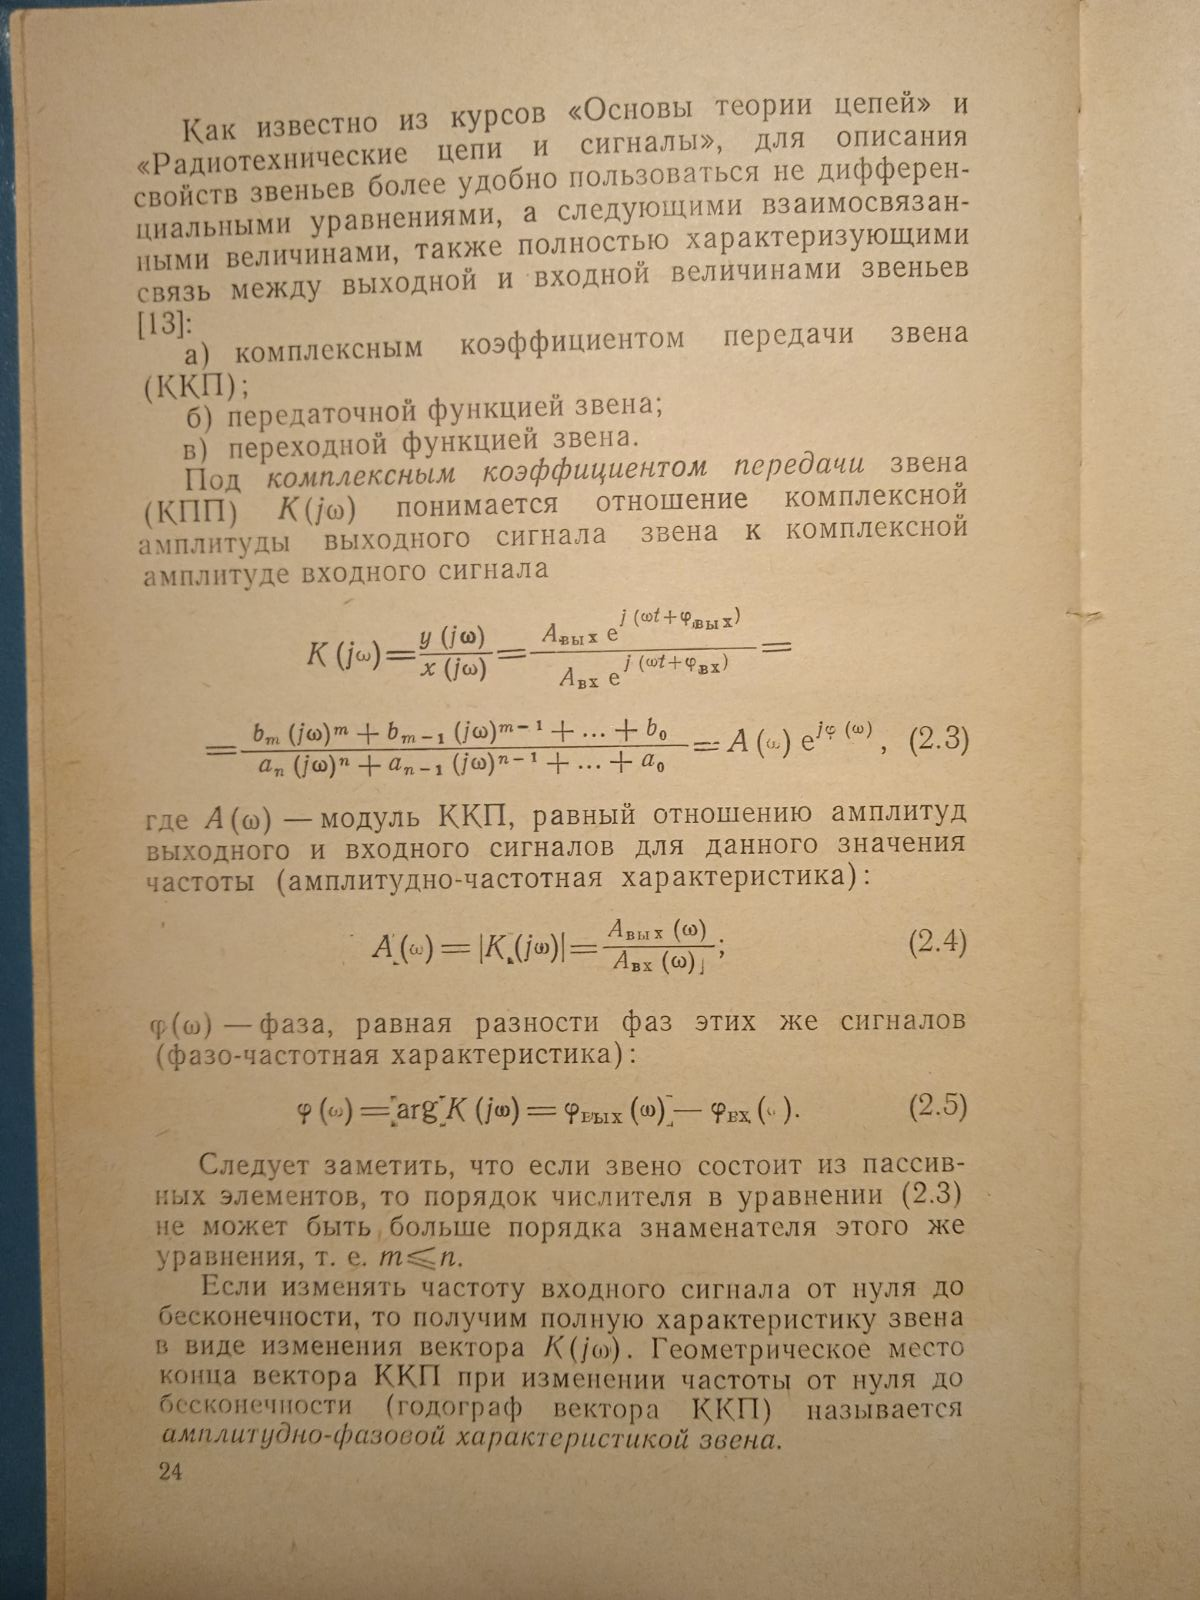 Как известно из курсов «Основы теории цепей» и
«Радиотехнические цепи и сигналы», для описания
свойств звеньев более удобно пользоваться не дифферен-
циальными уравнениями, а следующими взаимосвязан-
ными величинами, также полностью характеризующими
связь между выходной и входной величинами звеньев
[13]:
а) комплексным коэффициентом передачи звена
(ККП);
б) передаточной функцией звена;
в) переходной функцией звена.
Под комплексным коэффициентом передачи звена
(КПП) K(jω) понимается отношение комплексной
амплитуды выходного сигнала звена к комплексной
амплитуде входного сигнала
K (jω) = y (jω) / x (jω) = A_вых e^{j (ωt+φ_вых)} / A_вх e^{j (ωt+φ_вх)} =
= (b_m (jω)^m + b_{m-1} (jω)^{m-1} + ... + b_0) / (a_n (jω)^n + a_{n-1} (jω)^{n-1} + ... + a_0) = A (ω) e^{jφ (ω)}, (2.3)
где A(ω) — модуль ККП, равный отношению амплитуд
выходного и входного сигналов для данного значения
частоты (амплитудно-частотная характеристика):
A (ω) = |K (jω)| = A_вых (ω) / A_вх (ω); (2.4)
φ(ω) — фаза, равная разности фаз этих же сигналов
(фазо-частотная характеристика):
φ (ω) = arg K (jω) = φ_вых (ω) — φ_вх (ω). (2.5)
Следует заметить, что если звено состоит из пассив-
ных элементов, то порядок числителя в уравнении (2.3)
не может быть больше порядка знаменателя этого же
уравнения, т. е. m⩽n.
Если изменять частоту входного сигнала от нуля до
бесконечности, то получим полную характеристику звена
в виде изменения вектора K(jω). Геометрическое место
конца вектора ККП при изменении частоты от нуля до
бесконечности (годограф вектора ККП) называется
амплитудно-фазовой характеристикой звена.
24